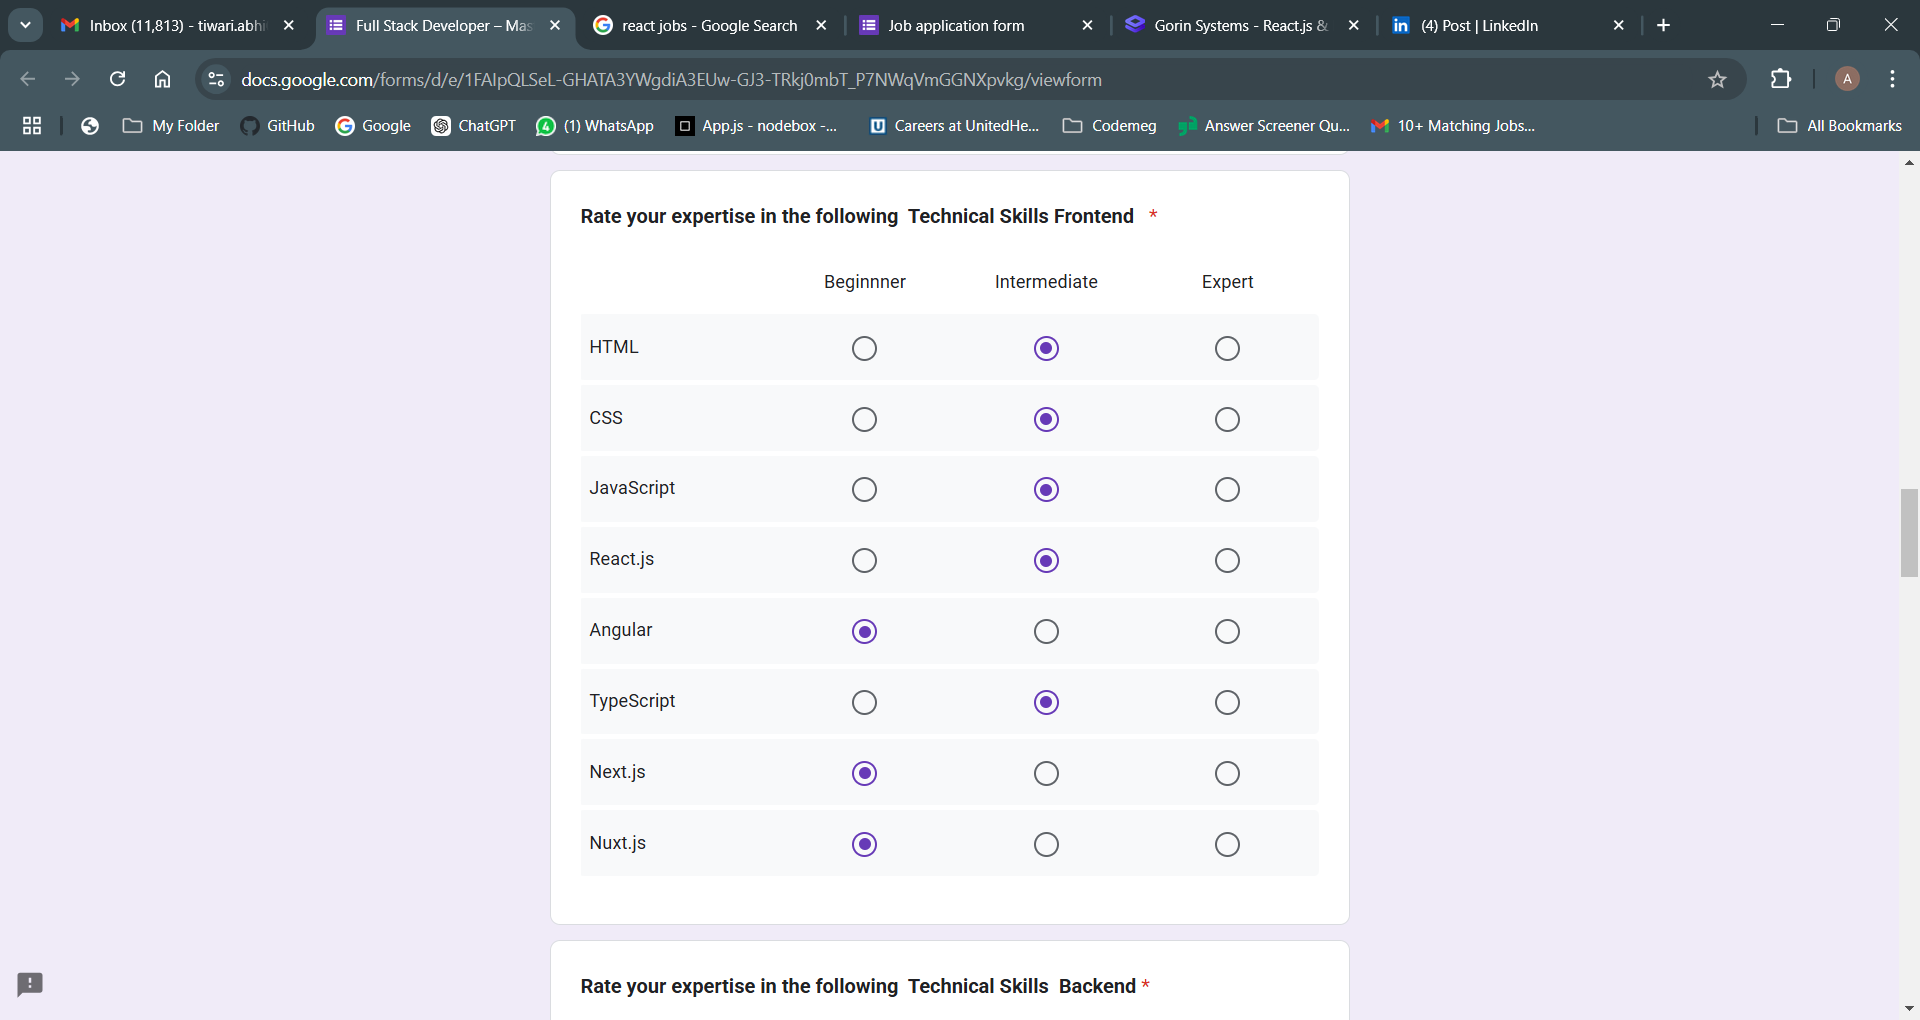 Inbox (11,813) - tiwari.abhi
Full Stack Developer – Mas
react jobs - Google Search
Job application form
Gorin Systems - React.js &
(4) Post | LinkedIn
docs.google.com/forms/d/e/1FAIpQLSeL-GHATA3YWgdiA3EUw-GJ3-TRkj0mbT_P7NWqVmGGNXpvkg/viewform
A
My Folder
GitHub
Google
ChatGPT
(1) WhatsApp
App.js - nodebox -...
Careers at UnitedHe...
Codemeg
Answer Screener Qu...
10+ Matching Jobs...
All Bookmarks
Rate your expertise in the following Technical Skills Frontend *
Beginnner Intermediate Expert
HTML
CSS
JavaScript
React.js
Angular
TypeScript
Next.js
Nuxt.js
Rate your expertise in the following Technical Skills Backend *